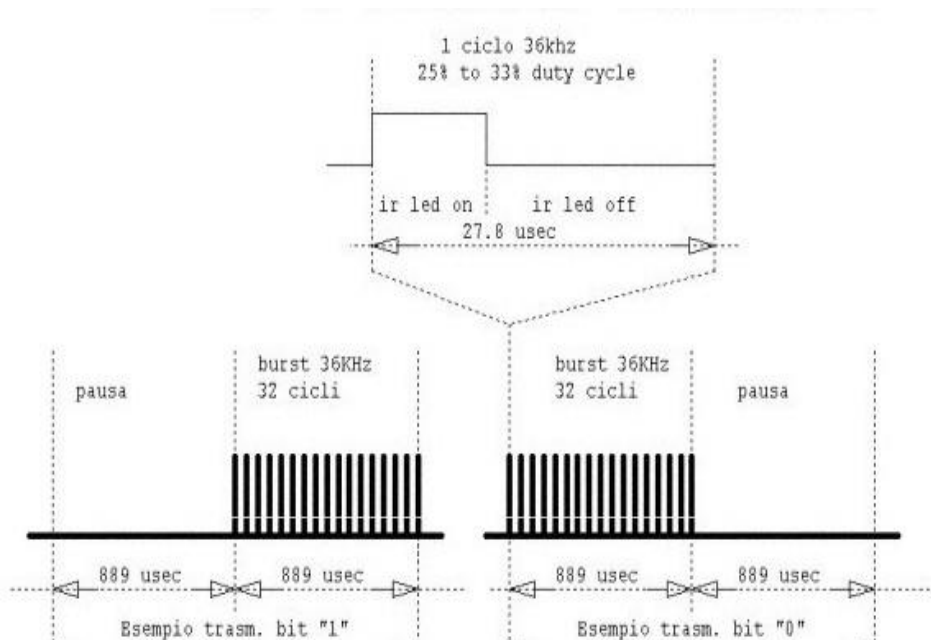 1 ciclo 36khz
25% to 33% duty cycle
ir led on
ir led off
27.8 usec
burst 36KHz
32 cicli
pausa
burst 36KHz
32 cicli
pausa
889 usec
889 usec
889 usec
889 usec
Esempio trasm. bit "1"
Esempio trasm. bit "0"